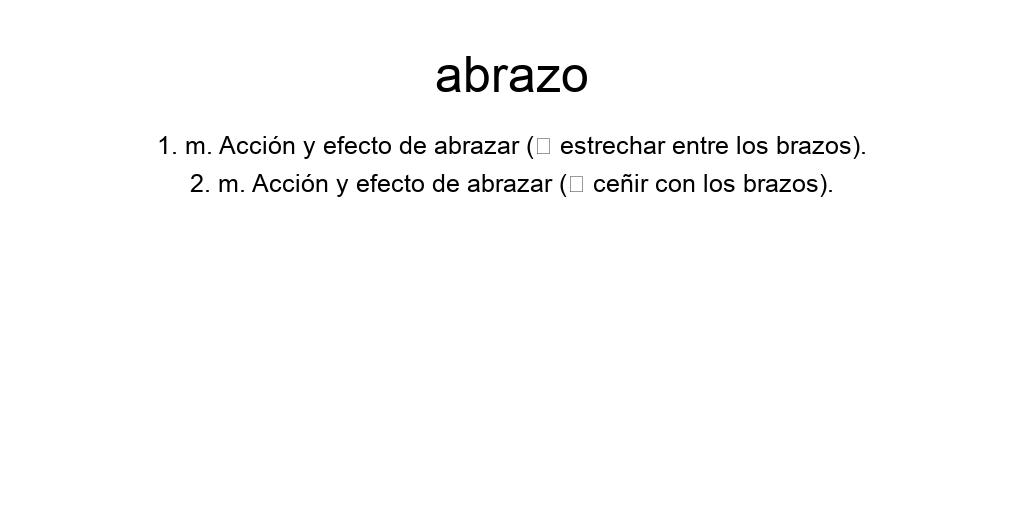 abrazo
1. m. Acción y efecto de abrazar (□ estrechar entre los brazos).
2. m. Acción y efecto de abrazar (□ ceñir con los brazos).